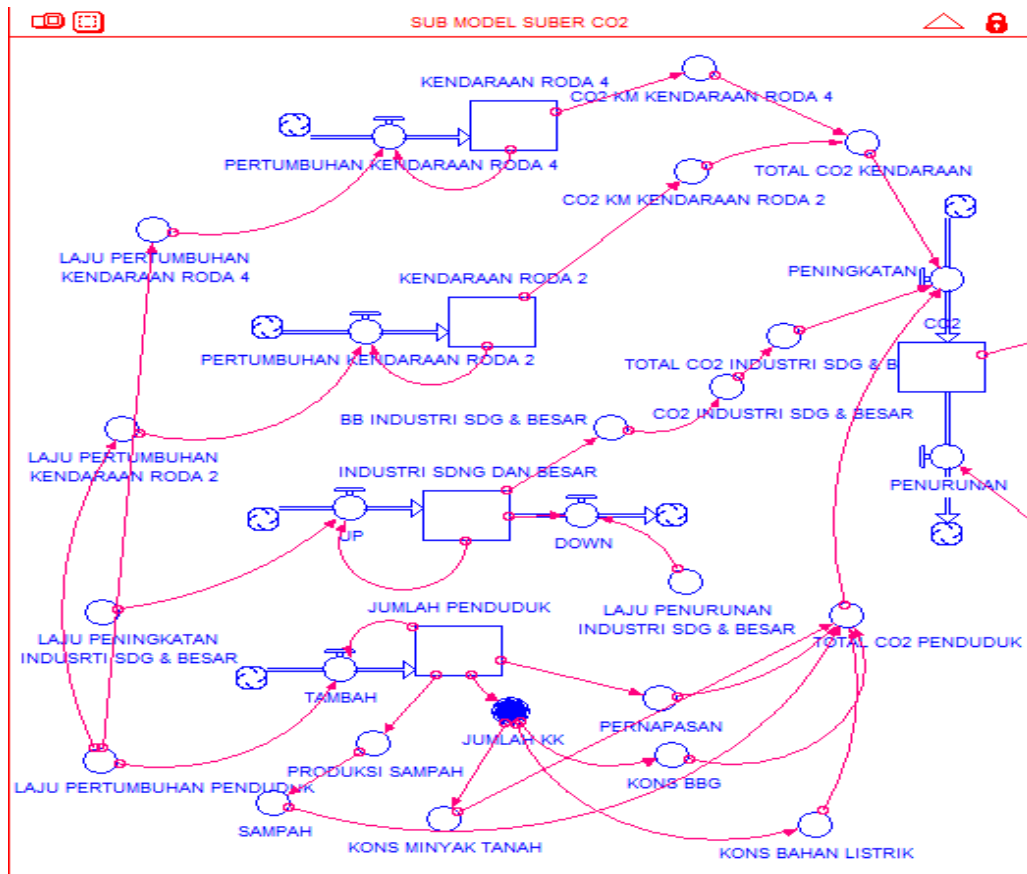 SUB MODEL SUBER CO2
KENDARAAN RODA 4
CO2 KM KENDARAAN RODA 4
PERTUMBUHAN KENDARAAN RODA 4
TOTAL CO2 KENDARAAN
CO2 KM KENDARAAN RODA 2
LAJU PERTUMBUHAN
KENDARAAN RODA 4
KENDARAAN RODA 2
PENINGKATAN
CO2
PERTUMBUHAN KENDARAAN RODA 2
TOTAL CO2 INDUSTRI SDG & B
CO2 INDUSTRI SDG & BESAR
BB INDUSTRI SDG & BESAR
LAJU PERTUMBUHAN
KENDARAAN RODA 2
INDUSTRI SDNG DAN BESAR
PENURUNAN
UP
DOWN
JUMLAH PENDUDUK
LAJU PENURUNAN
INDUSTRI SDG & BESAR
LAJU PENINGKATAN
INDUSRTI SDG & BESAR
TOTAL CO2 PENDUDUK
TAMBAH
PERNAPASAN
JUMLAH KK
PRODUKSI SAMPAH
KONS BBG
LAJU PERTUMBUHAN PENDUDUK
SAMPAH
KONS MINYAK TANAH
KONS BAHAN LISTRIK